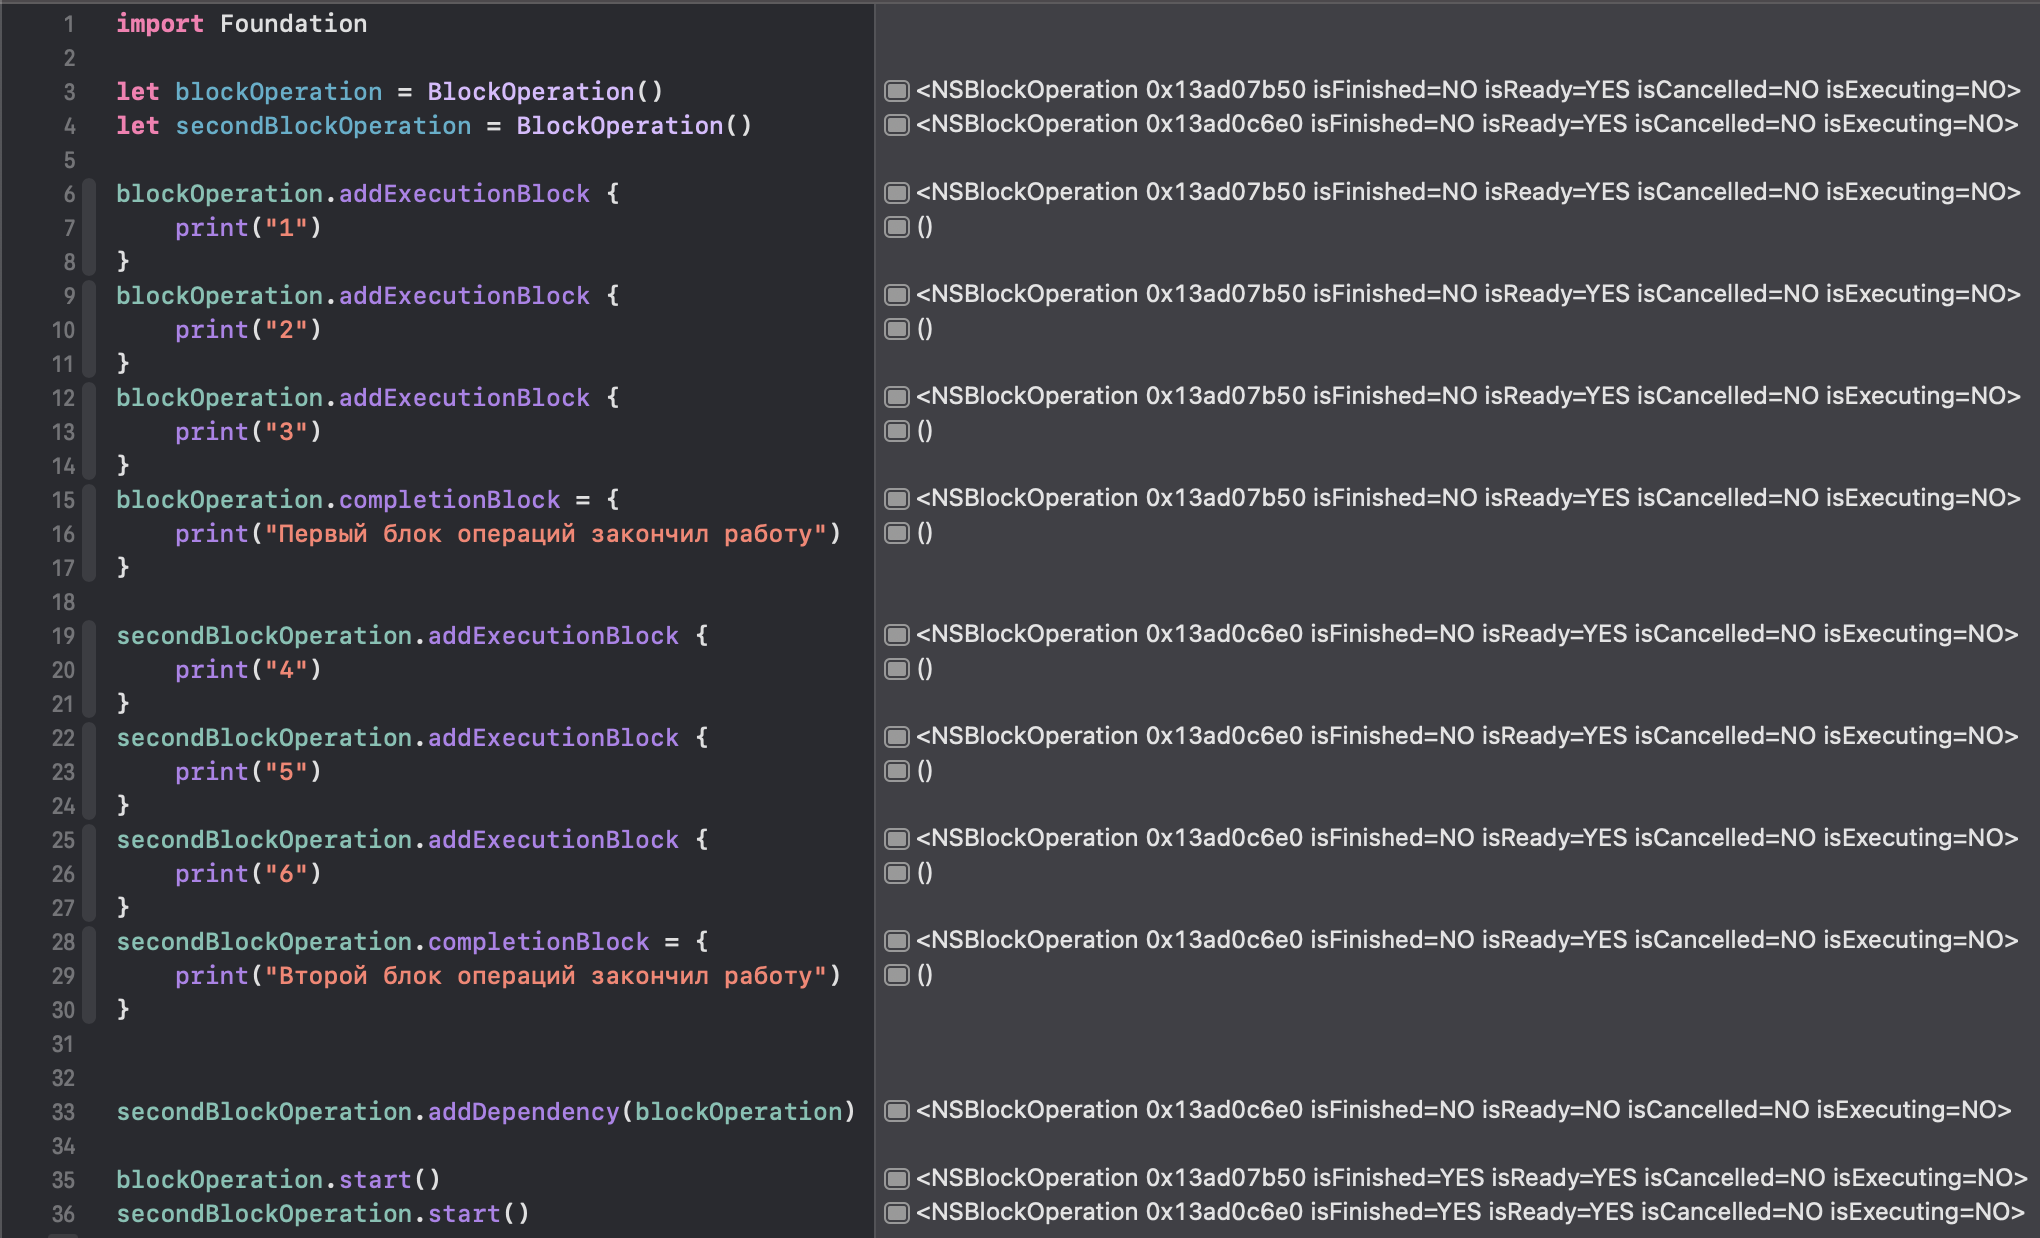 1 import Foundation
2
3 let blockOperation = BlockOperation() <NSBlockOperation 0x13ad07b50 isFinished=NO isReady=YES isCancelled=NO isExecuting=NO>
4 let secondBlockOperation = BlockOperation() <NSBlockOperation 0x13ad0c6e0 isFinished=NO isReady=YES isCancelled=NO isExecuting=NO>
5
6 blockOperation.addExecutionBlock { <NSBlockOperation 0x13ad07b50 isFinished=NO isReady=YES isCancelled=NO isExecuting=NO>
7     print("1") ()
8 }
9 blockOperation.addExecutionBlock { <NSBlockOperation 0x13ad07b50 isFinished=NO isReady=YES isCancelled=NO isExecuting=NO>
10     print("2") ()
11 }
12 blockOperation.addExecutionBlock { <NSBlockOperation 0x13ad07b50 isFinished=NO isReady=YES isCancelled=NO isExecuting=NO>
13     print("3") ()
14 }
15 blockOperation.completionBlock = { <NSBlockOperation 0x13ad07b50 isFinished=NO isReady=YES isCancelled=NO isExecuting=NO>
16     print("Первый блок операций закончил работу") ()
17 }
18
19 secondBlockOperation.addExecutionBlock { <NSBlockOperation 0x13ad0c6e0 isFinished=NO isReady=YES isCancelled=NO isExecuting=NO>
20     print("4") ()
21 }
22 secondBlockOperation.addExecutionBlock { <NSBlockOperation 0x13ad0c6e0 isFinished=NO isReady=YES isCancelled=NO isExecuting=NO>
23     print("5") ()
24 }
25 secondBlockOperation.addExecutionBlock { <NSBlockOperation 0x13ad0c6e0 isFinished=NO isReady=YES isCancelled=NO isExecuting=NO>
26     print("6") ()
27 }
28 secondBlockOperation.completionBlock = { <NSBlockOperation 0x13ad0c6e0 isFinished=NO isReady=YES isCancelled=NO isExecuting=NO>
29     print("Второй блок операций закончил работу") ()
30 }
31
32
33 secondBlockOperation.addDependency(blockOperation) <NSBlockOperation 0x13ad0c6e0 isFinished=NO isReady=NO isCancelled=NO isExecuting=NO>
34
35 blockOperation.start() <NSBlockOperation 0x13ad07b50 isFinished=YES isReady=YES isCancelled=NO isExecuting=NO>
36 secondBlockOperation.start() <NSBlockOperation 0x13ad0c6e0 isFinished=YES isReady=YES isCancelled=NO isExecuting=NO>